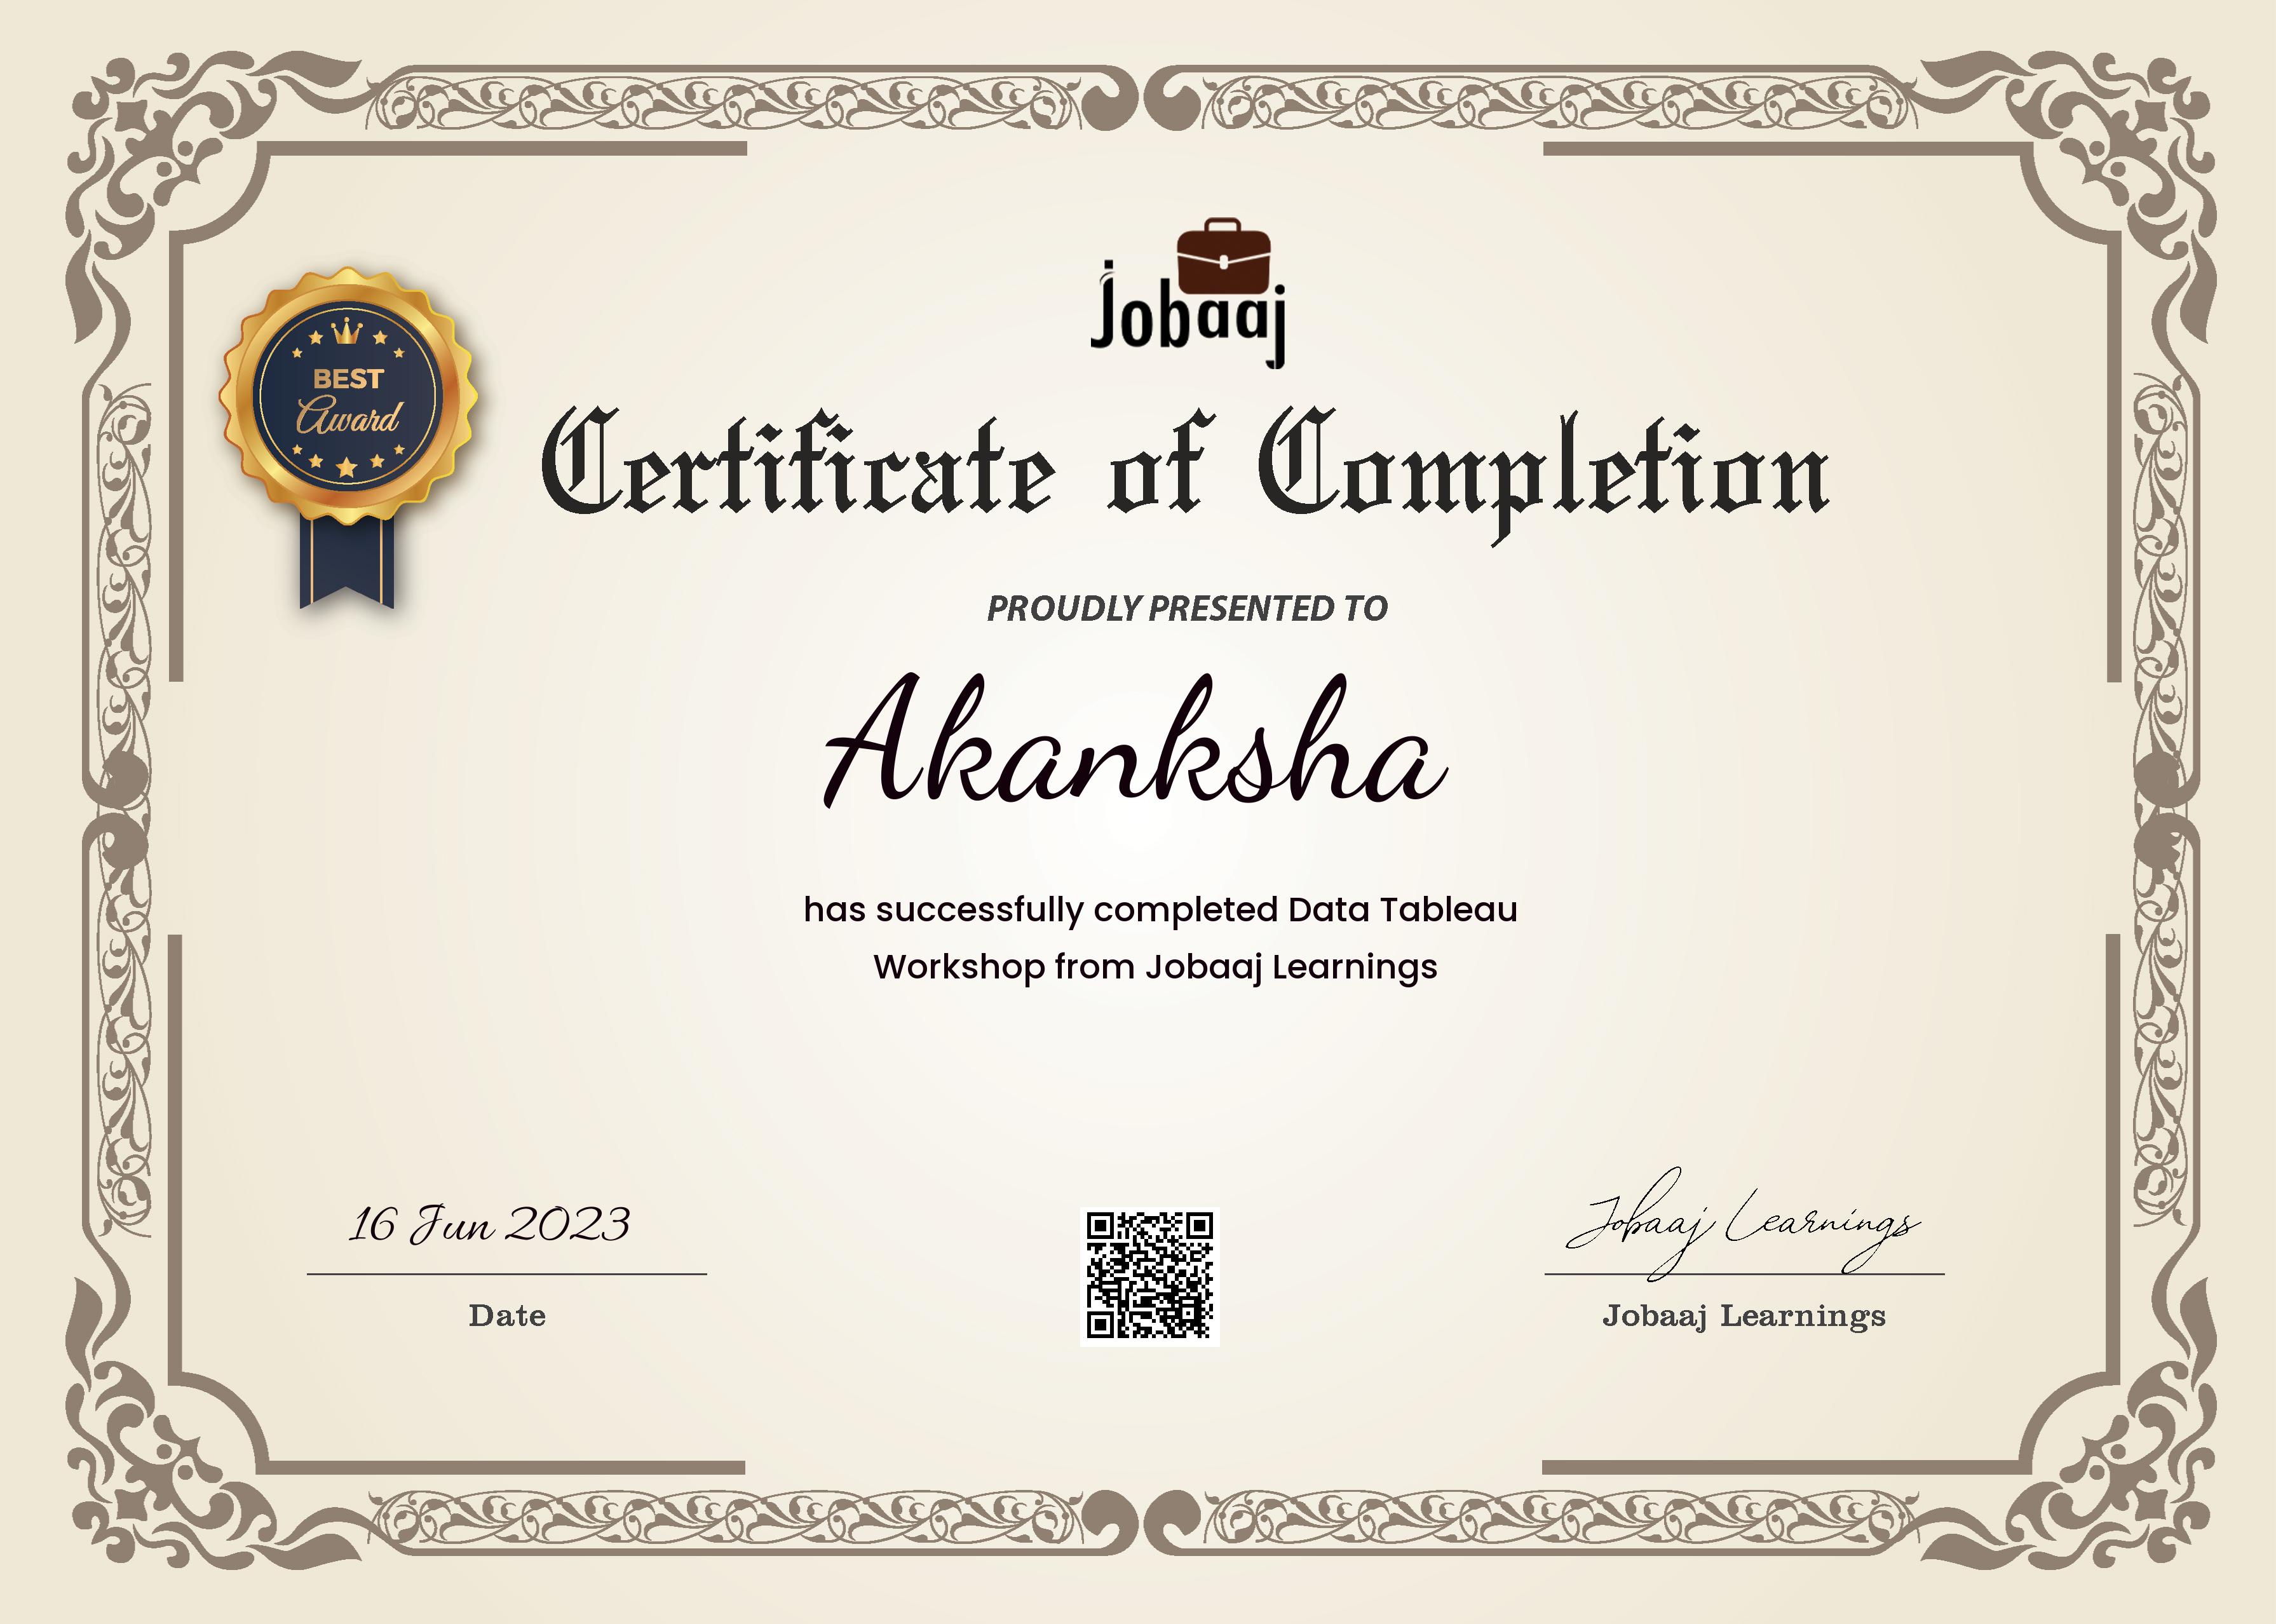 Jobaaj
BEST
Award
Certificate of Completion
PROUDLY PRESENTED TO
Akanksha
has successfully completed Data Tableau
Workshop from Jobaaj Learnings
16 Jun 2023
Date
Jobaaj Learnings
Jobaaj Learnings